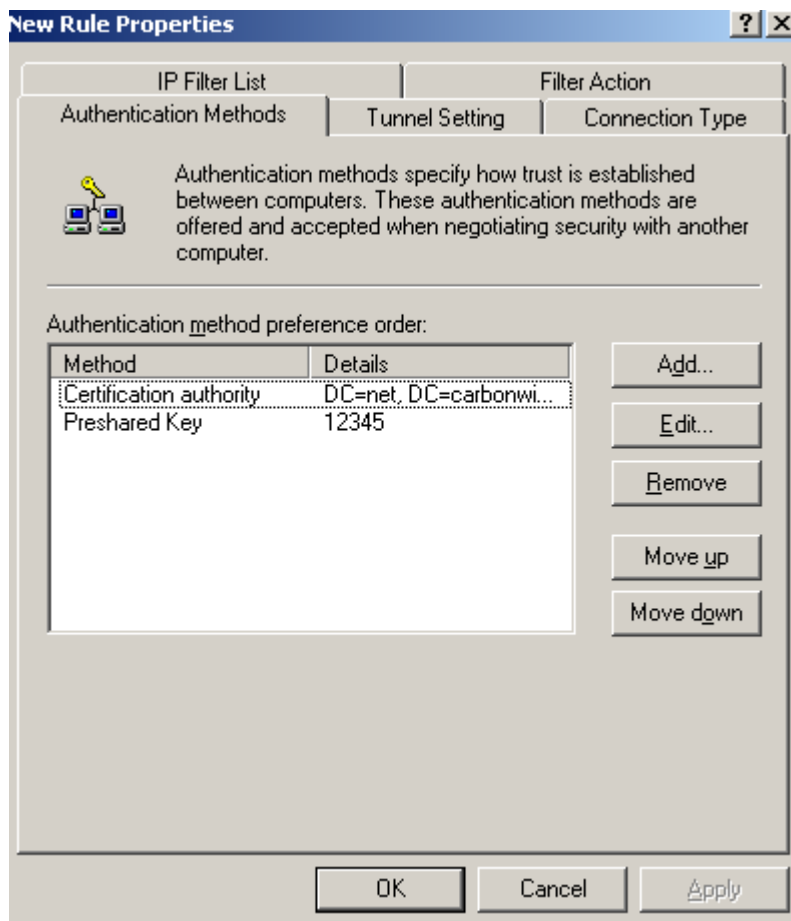 New Rule Properties
IP Filter List
Filter Action
Authentication Methods
Tunnel Setting
Connection Type
Authentication methods specify how trust is established
between computers. These authentication methods are
offered and accepted when negotiating security with another
computer.
Authentication method preference order:
Method Details
Certification authority DC=net, DC=carbonwi...
Preshared Key 12345
Add...
Edit...
Remove
Move up
Move down
OK
Cancel
Apply